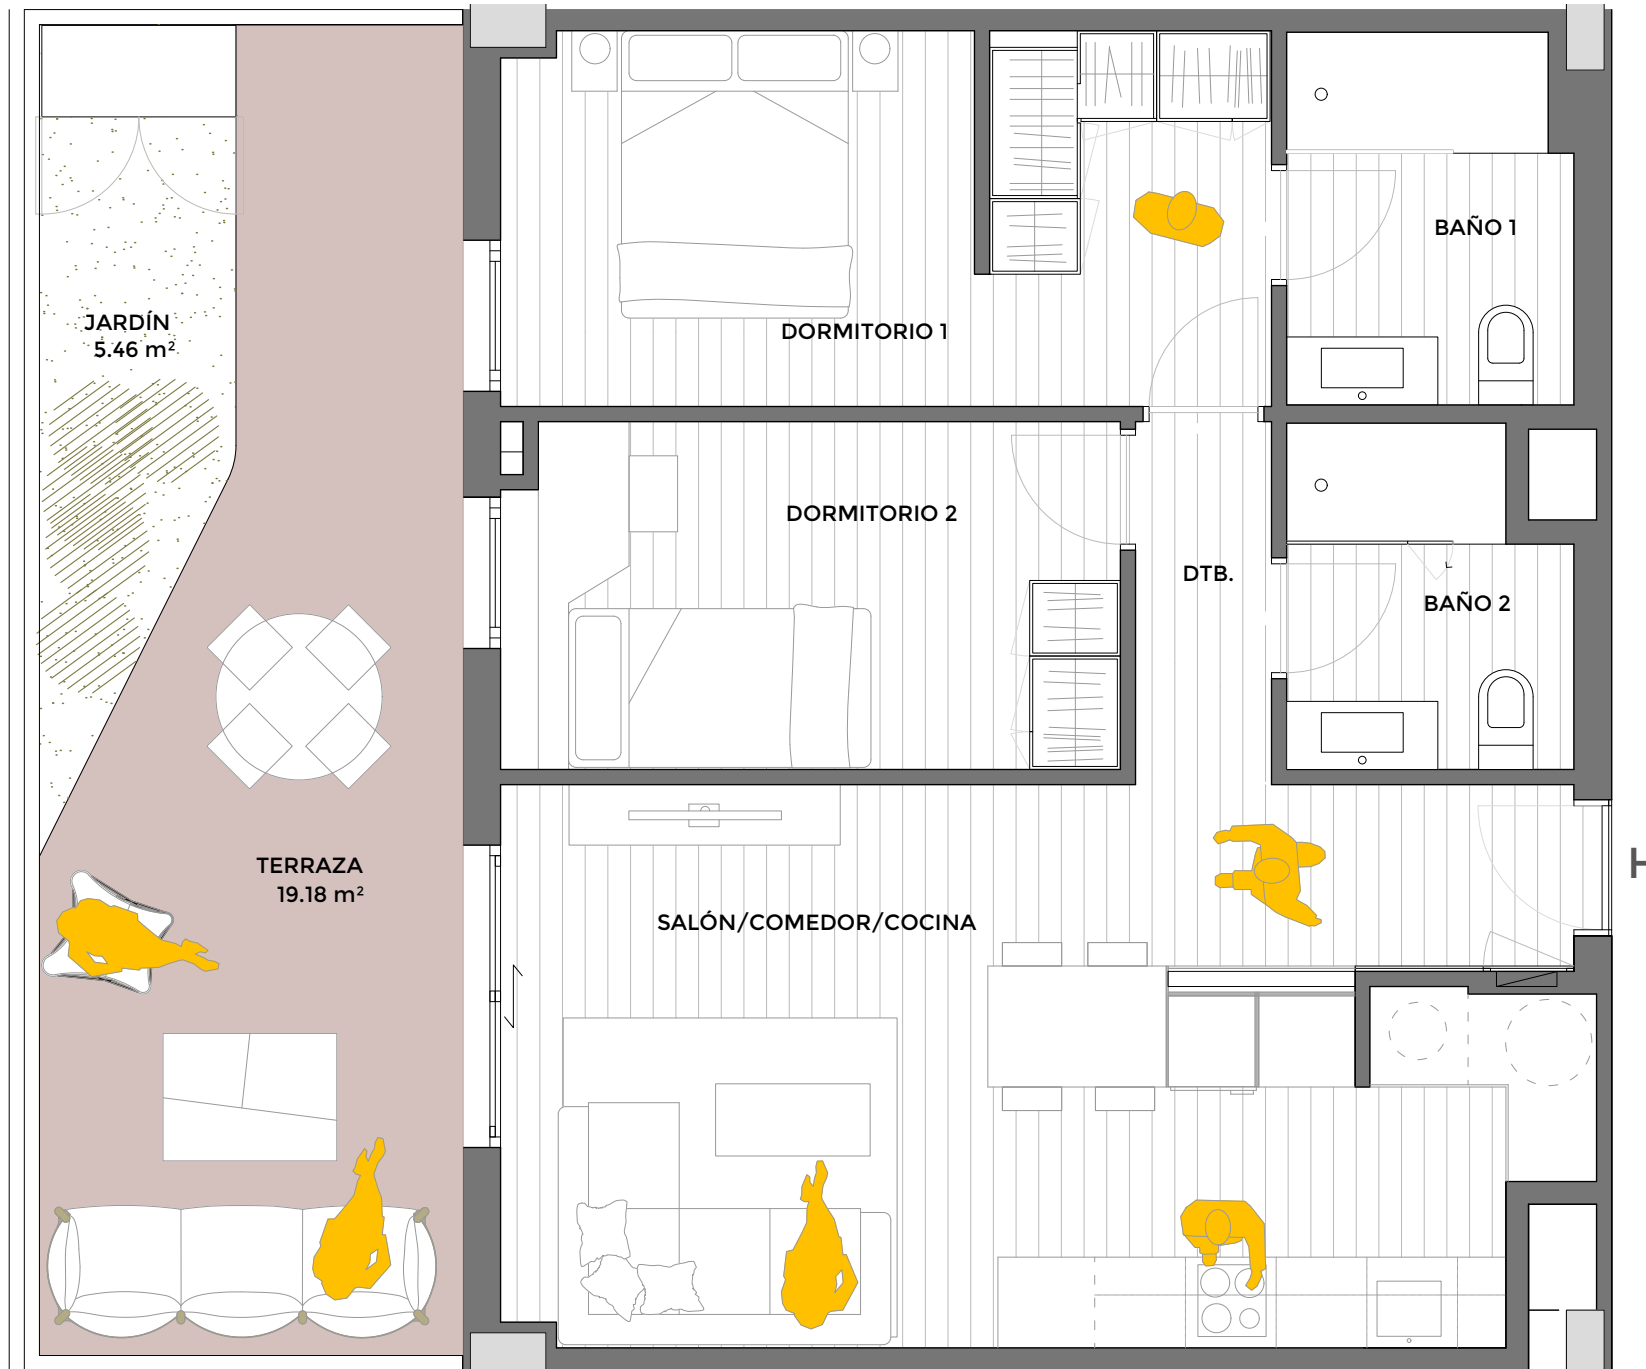 BAÑO 1
JARDÍN
5.46 m²
DORMITORIO 1
DORMITORIO 2
DTB.
BAÑO 2
TERRAZA
19.18 m²
SALÓN/COMEDOR/COCINA
H